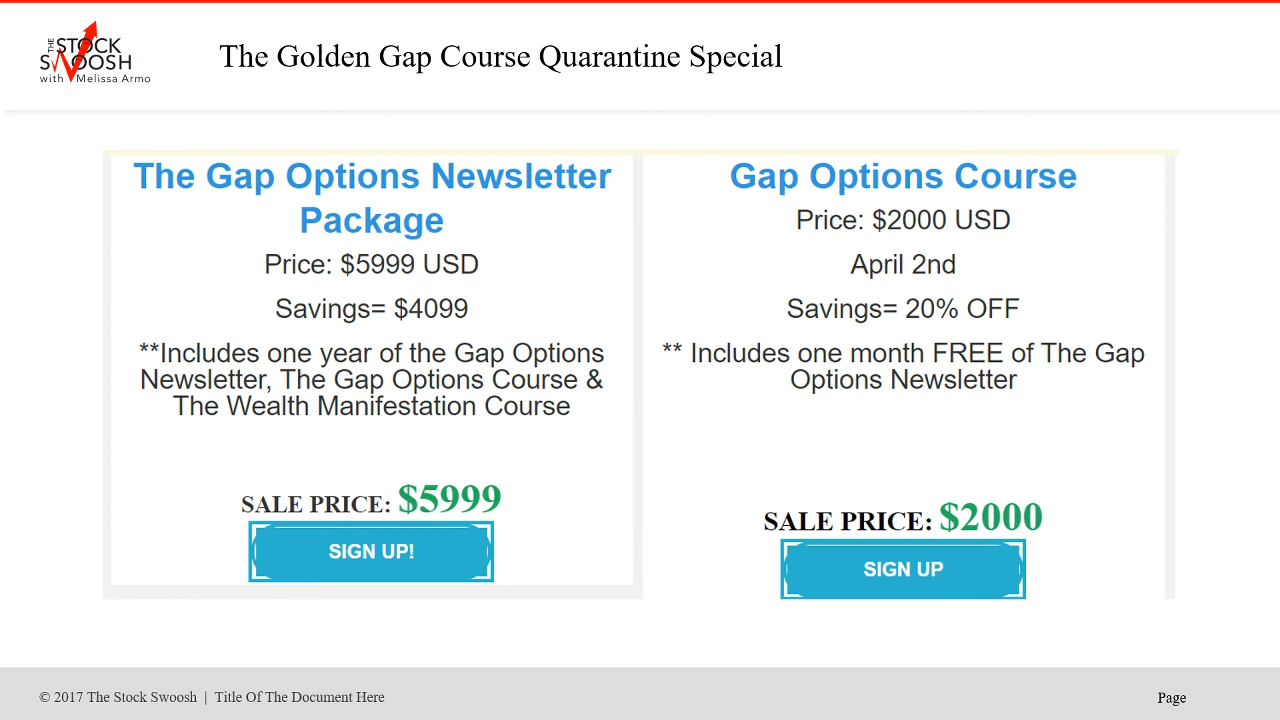 THE STOCK
SWOOSH
with Melissa Armo
The Golden Gap Course Quarantine Special
The Gap Options Newsletter
Package
Price: $5999 USD
Savings= $4099
**Includes one year of the Gap Options
Newsletter, The Gap Options Course &
The Wealth Manifestation Course
SALE PRICE: $5999
SIGN UP!
Gap Options Course
Price: $2000 USD
April 2nd
Savings= 20% OFF
** Includes one month FREE of The Gap
Options Newsletter
SALE PRICE: $2000
SIGN UP
© 2017 The Stock Swoosh | Title Of The Document Here
Page